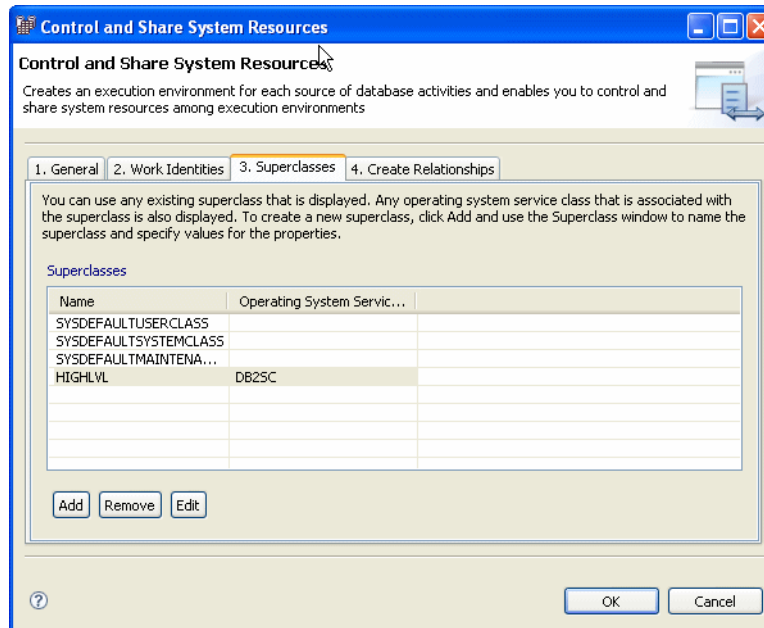 Control and Share System Resources
Control and Share System Resources
Creates an execution environment for each source of database activities and enables you to control and
share system resources among execution environments
1. General 2. Work Identities 3. Superclasses 4. Create Relationships
You can use any existing superclass that is displayed. Any operating system service class that is associated with
the superclass is also displayed. To create a new superclass, click Add and use the Superclass window to name the
superclass and specify values for the properties.
Superclasses
Name Operating System Servic...
SYSDEFAULTUSERCLASS
SYSDEFAULTSYSTEMCLASS
SYSDEFAULTMAINTENA...
HIGHLVL DB2SC
Add Remove Edit
? OK Cancel